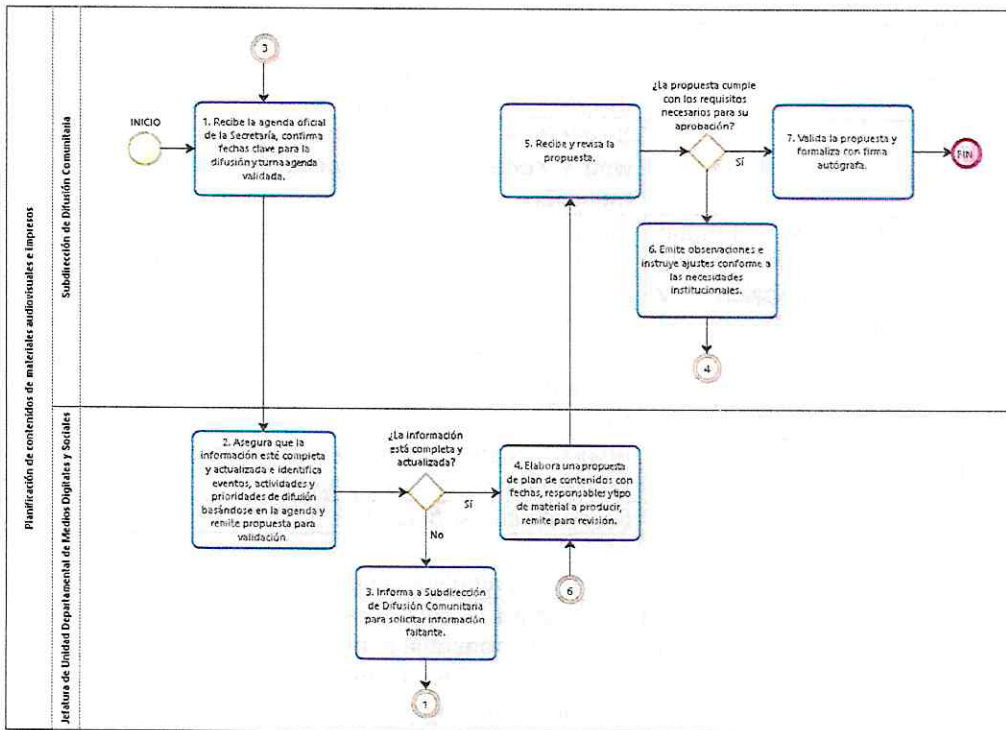 Planificación de contenidos de materiales audiovisuales e impresos
Subdirección de Difusión Comunitaria
3
INICIO
1. Recibe la agenda oficial
de la Secretaría, confirma
fechas clave para la
difusión y turna agenda
validada.
5. Recibe y revisa la
propuesta.
¿La propuesta cumple
con los requisitos
necesarios para su
aprobación?
Sí
7. Valida la propuesta y
formaliza con firma
autógrafa.
FIN
6. Emite observaciones e
instruye ajustes conforme a
las necesidades
institucionales.
4
Jefatura de Unidad Departamental de Medios Digitales y Sociales
2. Asegura que la
información esté completa
y actualizada e identifica
eventos, actividades y
prioridades de difusión
basándose en la agenda y
remite propuesta para
validación.
¿La información
está completa y
actualizada?
Sí
No
4. Elabora una propuesta
de plan de contenidos con
fechas, responsables y tipo
de material a producir,
remite para revisión.
6
3. Informa a Subdirección
de Difusión Comunitaria
para solicitar información
faltante.
1